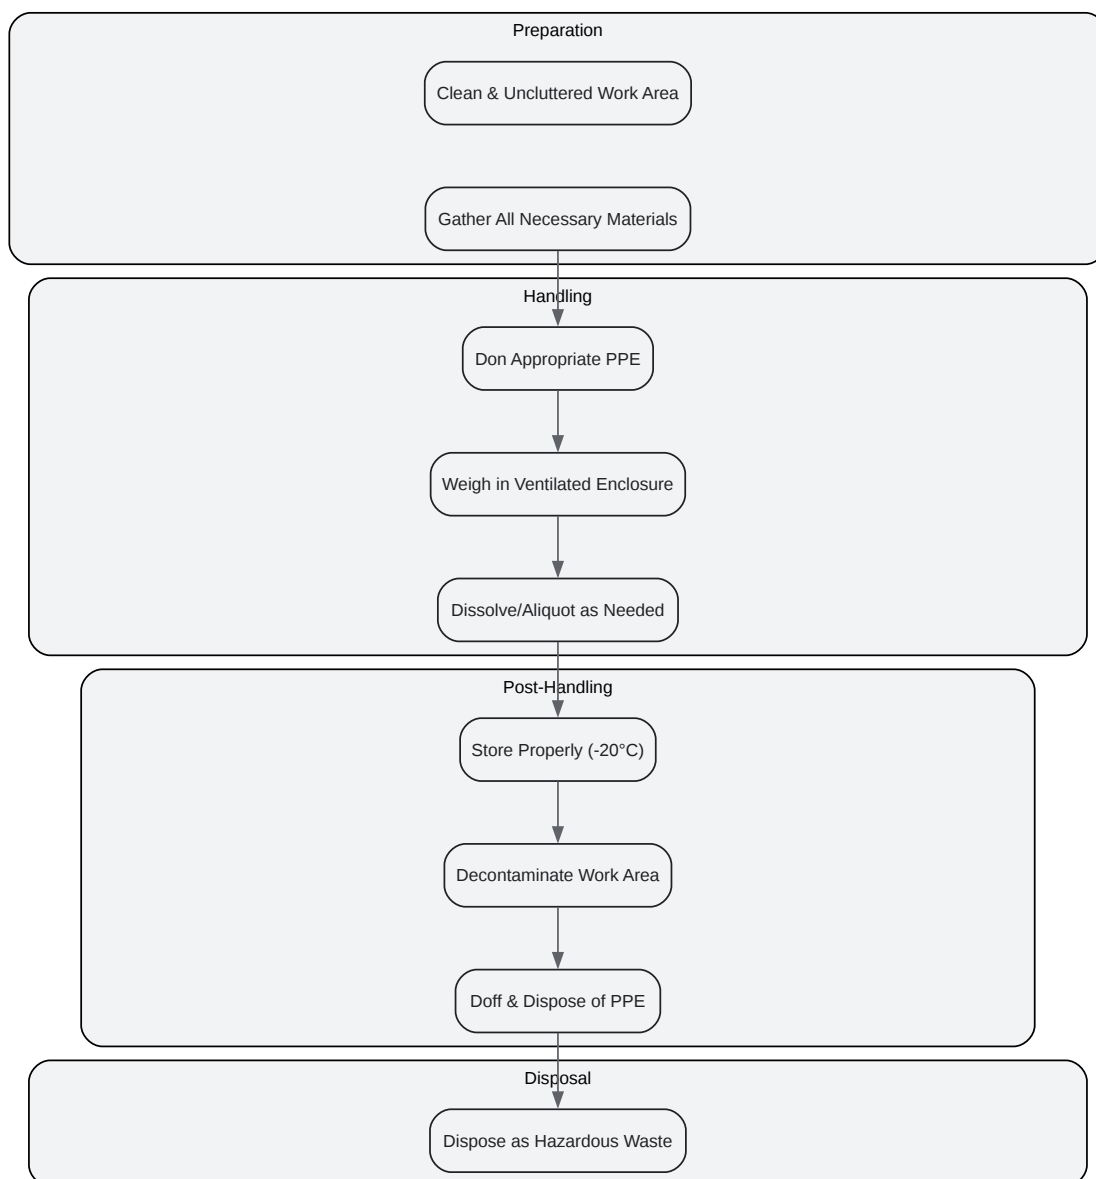 Preparation
Clean & Uncluttered Work Area
Gather All Necessary Materials
Handling
Don Appropriate PPE
Weigh in Ventilated Enclosure
Dissolve/Aliquot as Needed
Post-Handling
Store Properly (-20°C)
Decontaminate Work Area
Doff & Dispose of PPE
Disposal
Dispose as Hazardous Waste